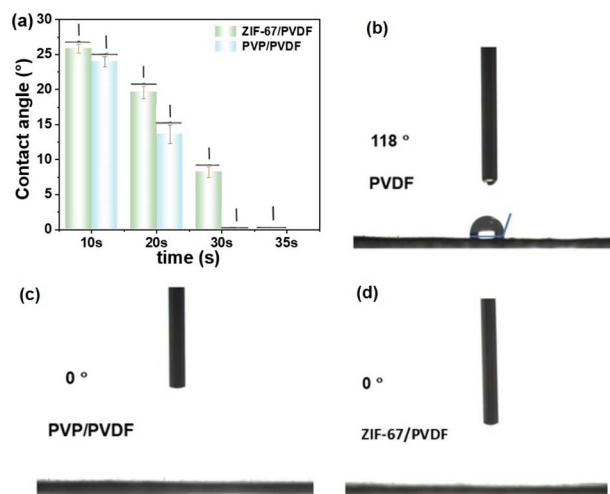 (a)
30
25
20
15
10
5
0
Contact angle (°)
ZIF-67/PVDF
PVP/PVDF
10s
20s
30s
35s
time (s)
(b)
118 °
PVDF
(c)
0 °
PVP/PVDF
(d)
0 °
ZIF-67/PVDF